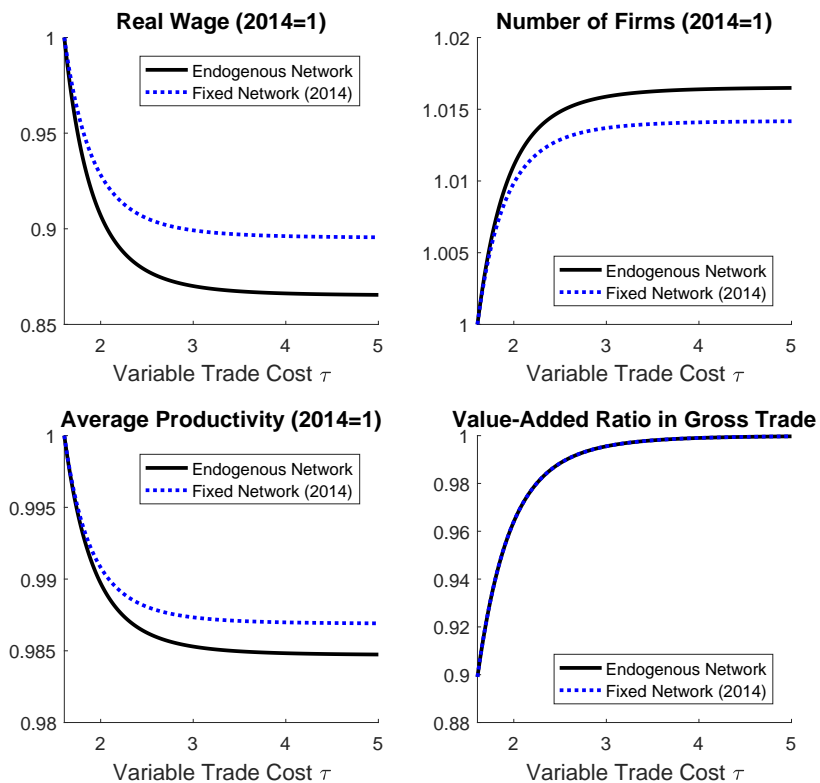 Real Wage (2014=1)
1
0.95
0.9
0.85
2
3
4
5
Endogenous Network
Fixed Network (2014)
Variable Trade Cost τ
Number of Firms (2014=1)
1.02
1.015
1.01
1.005
1
2
3
4
5
Endogenous Network
Fixed Network (2014)
Variable Trade Cost τ
Average Productivity (2014=1)
1
0.995
0.99
0.985
0.98
2
3
4
5
Endogenous Network
Fixed Network (2014)
Variable Trade Cost τ
Value-Added Ratio in Gross Trade
1
0.98
0.96
0.94
0.92
0.9
0.88
2
3
4
5
Endogenous Network
Fixed Network (2014)
Variable Trade Cost τ